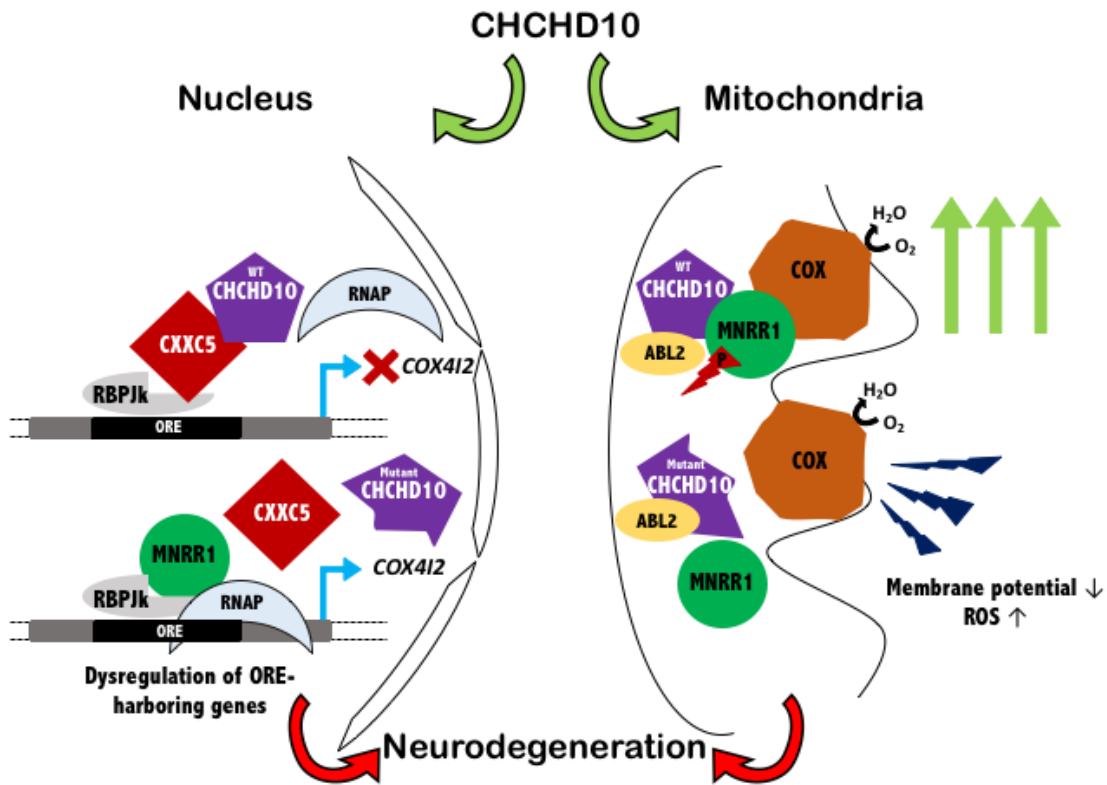 CHCHD10
Nucleus
Mitochondria
WT
CHCHD10
RNAP
CXXC5
RBPJk
COX4I2
ORE
Mutant
CHCHD10
CXXC5
MNRR1
COX4I2
RBPJk
RNAP
ORE
Dysregulation of ORE-
harboring genes
H₂O
O₂
COX
WT
CHCHD10
MNRR1
ABL2
P
H₂O
O₂
COX
Mutant
CHCHD10
ABL2
MNRR1
Membrane potential ↓
ROS ↑
Neurodegeneration